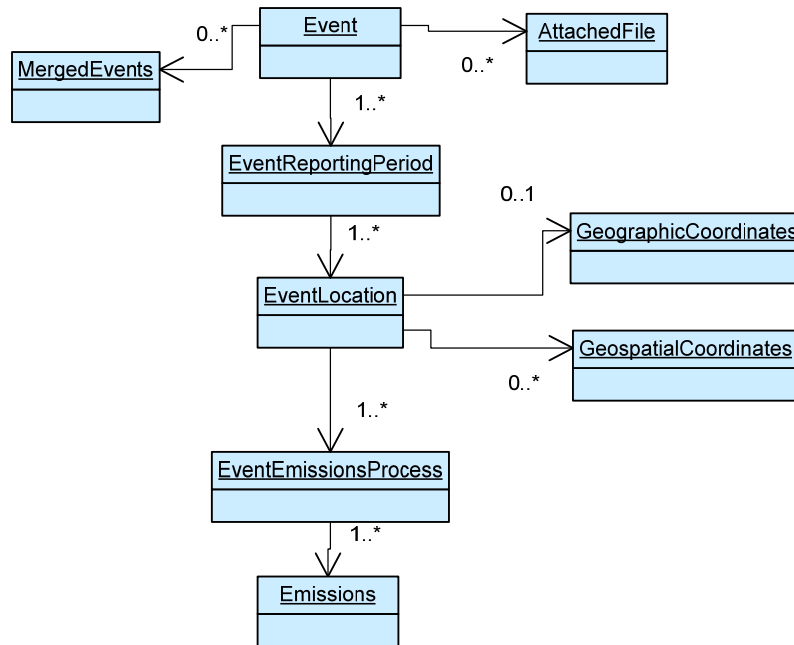 Event
0..*
AttachedFile
MergedEvents
0..*
1..*
EventReportingPeriod
0..1
1..*
GeographicCoordinates
EventLocation
GeospatialCoordinates
0..*
1..*
EventEmissionsProcess
1..*
Emissions